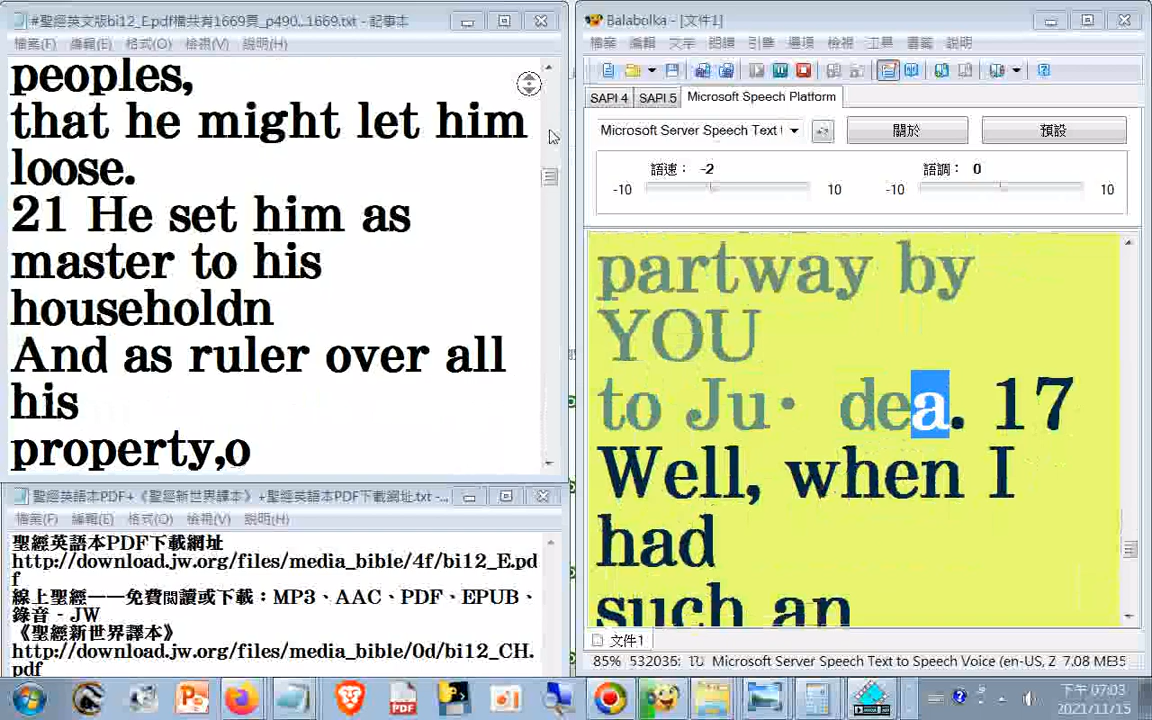 #聖經英文版bi12_E.pdf檔共有1669頁_p490...1669.txt - 記事本
檔案(F) 編輯(E) 格式(O) 檢視(V) 說明(H)
peoples,
that he might let him
loose.
21 He set him as
master to his
householdn
And as ruler over all
his
property,o
聖經英語本PDF+《聖經新世界譯本》+聖經英語本PDF下載網址.txt - ...
檔案(F) 編輯(E) 格式(O) 檢視(V) 說明(H)
聖經英語本PDF下載網址
http://download.jw.org/files/media_bible/4f/bi12_E.pd
f
線上聖經——免費閱讀或下載：MP3、AAC、PDF、EPUB、
錄音 - JW
《聖經新世界譯本》
http://download.jw.org/files/media_bible/0d/bi12_CH.
pdf
Balabolka - [文件1]
檔案 編輯 文字 朗讀 引擎 選項 檢視 工具 書籤 說明
SAPI 4 SAPI 5 Microsoft Speech Platform
Microsoft Server Speech Text 關於 預設
語速： -2 語調： 0
-10 10 -10 10
partway by
YOU
to Ju· dea. 17
Well, when I
had
such an
文件1
85% 532035: Microsoft Server Speech Text to Speech Voice (en-US, Z 7.08 MB
下午 07:03
2021/11/15